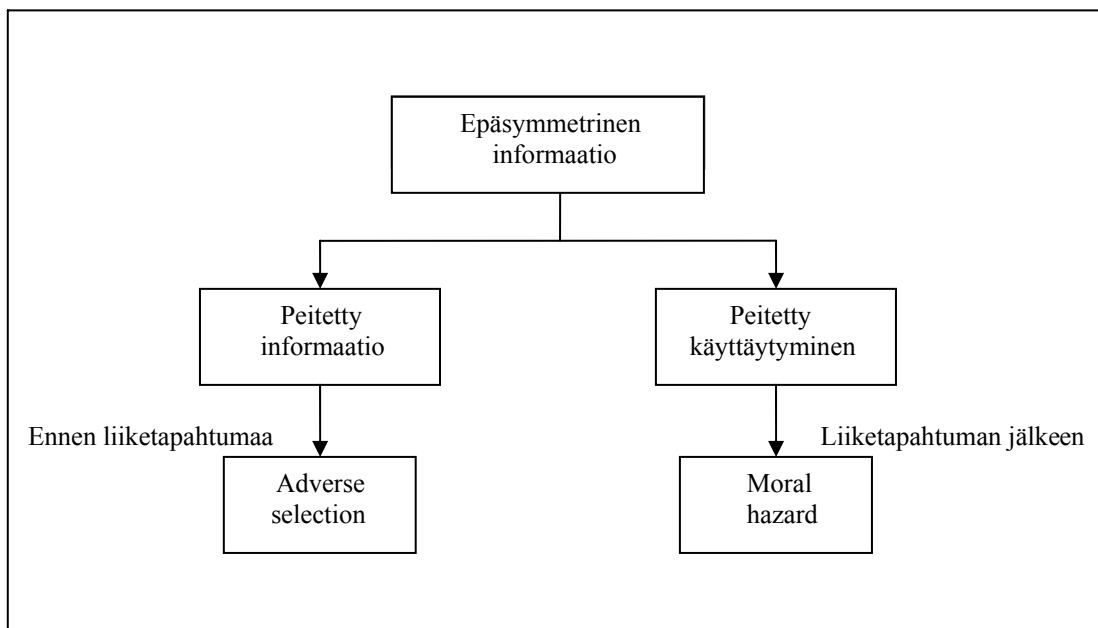 Epäsymmetrinen
informaatio
Peitetty
informaatio
Peitetty
käyttäytyminen
Ennen liiketapahtumaa
Liiketapahtuman jälkeen
Adverse
selection
Moral
hazard